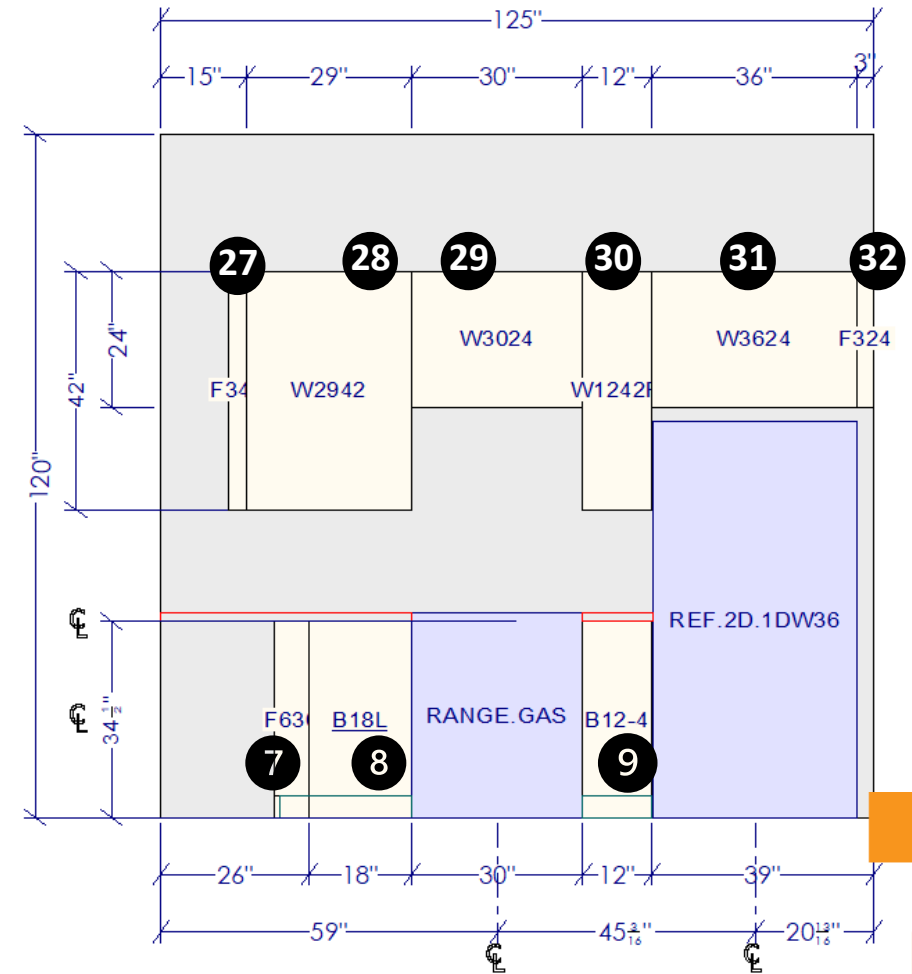 125"
15" 29" 30" 12" 36" 3"
27 28 29 30 31 32
24"
42"
120"
F34 W2942 W3024 W1242F W3624 F324
REF.2D.1DW36
34 1/2"
F630 B18L RANGE.GAS B12-4
7 8 9
26" 18" 30" 12" 39"
59" 45 3/16" 20 13/16"